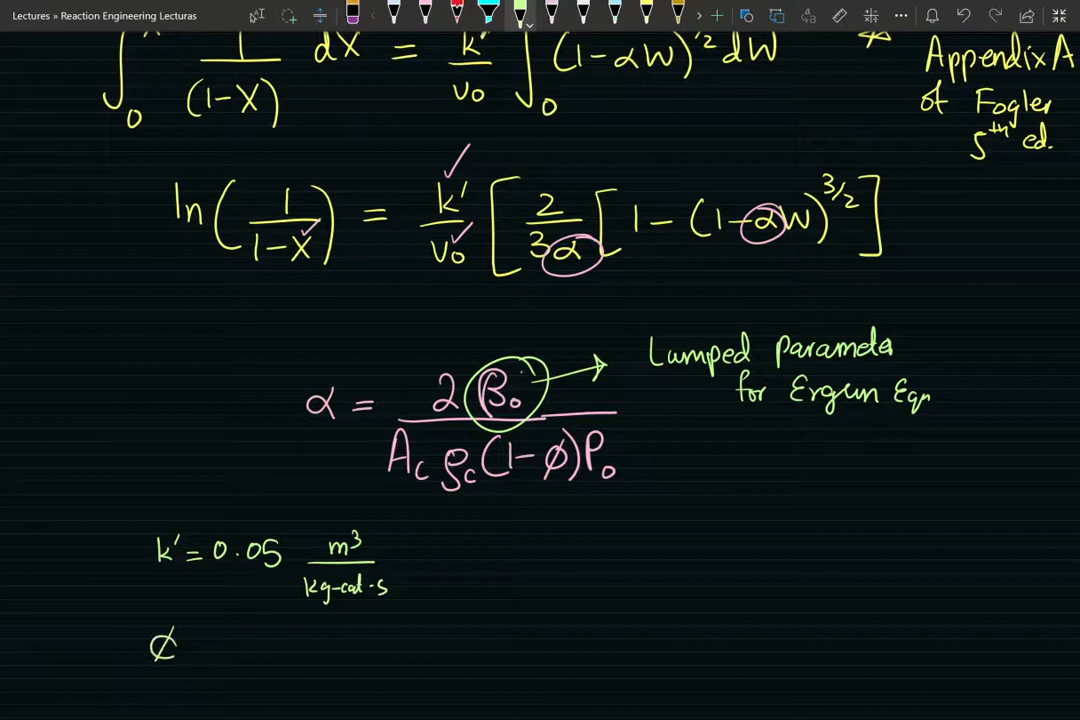 Lectures » Reaction Engineering Lecturas
∫₀ 1/(1-X) dX = k'/v₀ ∫₀ (1-αW)^1/2 dW
Appendix A
of Fogler
5th ed.
ln(1/(1-X)) = k'/v₀ [2/3α [1-(1-αW)^3/2]
α = 2β₀/(A_c ρ_c (1-ϕ)P₀)
Lumped parameter
for Ergun Eqn
k' = 0.05 m³/kg-cat·s